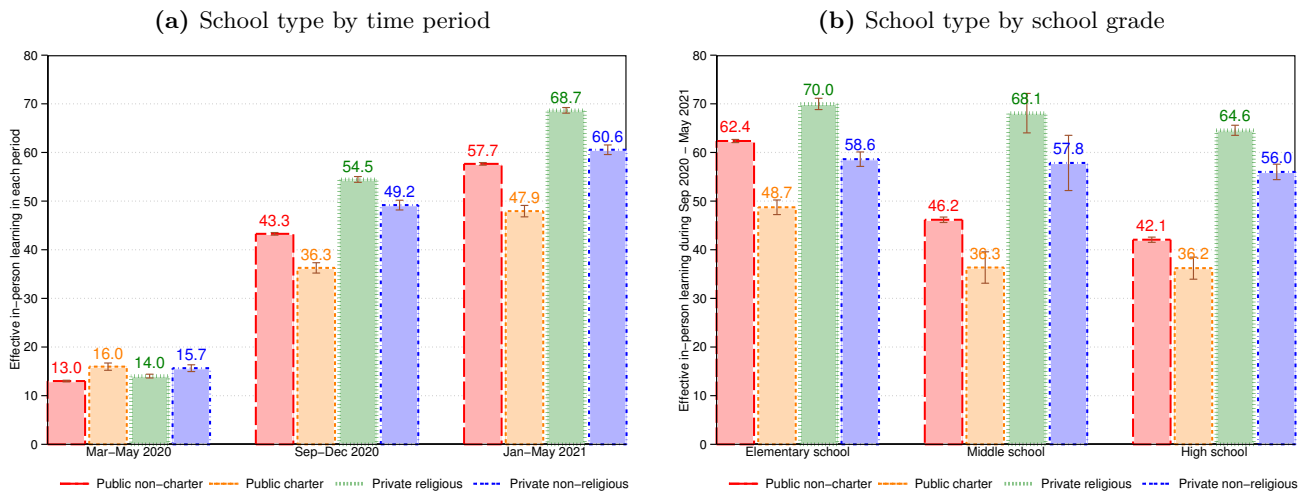 (a) School type by time period
Effective in−person learning in each period
80
70
60
50
40
30
20
10
0
13.0
16.0
14.0
15.7
43.3
36.3
54.5
49.2
57.7
47.9
68.7
60.6
Mar−May 2020
Sep−Dec 2020
Jan−May 2021
Public non−charter
Public charter
Private religious
Private non−religious
(b) School type by school grade
Effective in−person learning during Sep 2020 − May 2021
80
70
60
50
40
30
20
10
0
62.4
48.7
70.0
58.6
46.2
36.3
68.1
57.8
42.1
36.2
64.6
56.0
Elementary school
Middle school
High school
Public non−charter
Public charter
Private religious
Private non−religious